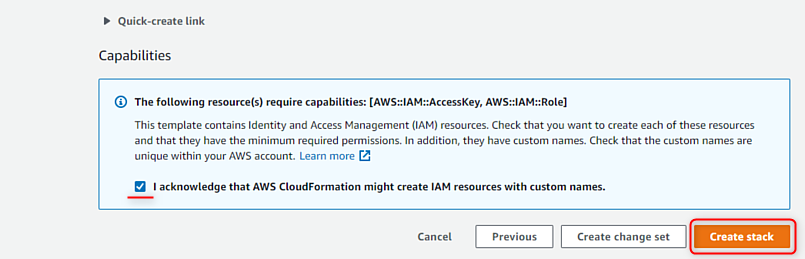 Quick-create link
Capabilities
The following resource(s) require capabilities: [AWS::IAM::AccessKey, AWS::IAM::Role]
This template contains Identity and Access Management (IAM) resources. Check that you want to create each of these resources
and that they have the minimum required permissions. In addition, they have custom names. Check that the custom names are
unique within your AWS account. Learn more
I acknowledge that AWS CloudFormation might create IAM resources with custom names.
Cancel Previous Create change set Create stack